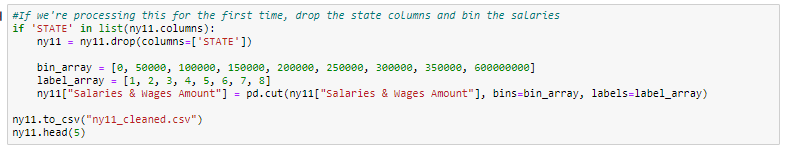 #If we're processing this for the first time, drop the state columns and bin the salaries
if 'STATE' in list(ny11.columns):
    ny11 = ny11.drop(columns=['STATE'])

    bin_array = [0, 50000, 100000, 150000, 200000, 250000, 300000, 350000, 600000000]
    label_array = [1, 2, 3, 4, 5, 6, 7, 8]
    ny11["Salaries & Wages Amount"] = pd.cut(ny11["Salaries & Wages Amount"], bins=bin_array, labels=label_array)

ny11.to_csv("ny11_cleaned.csv")
ny11.head(5)